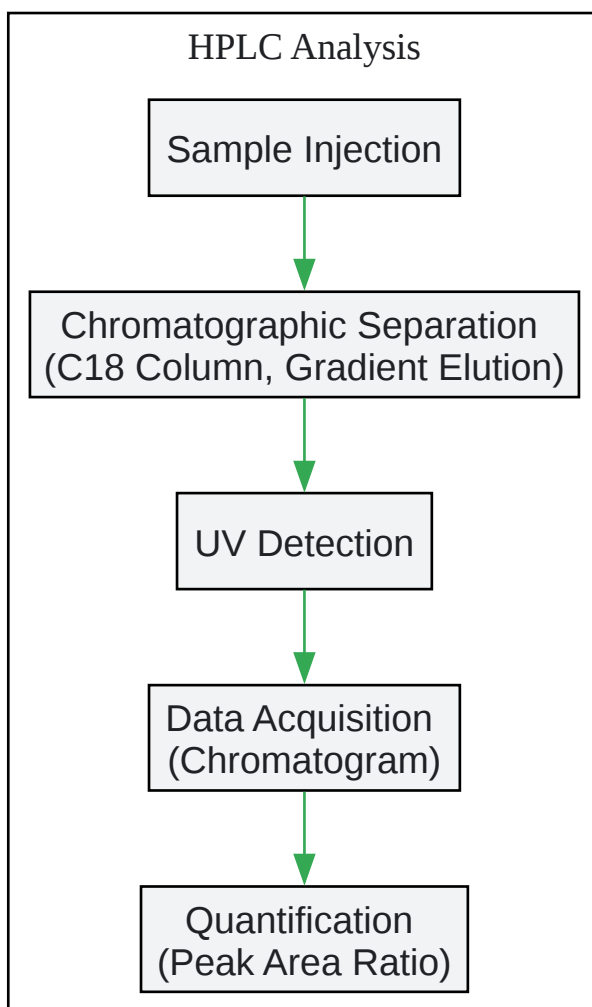 HPLC Analysis
Sample Injection
Chromatographic Separation
(C18 Column, Gradient Elution)
UV Detection
Data Acquisition
(Chromatogram)
Quantification
(Peak Area Ratio)